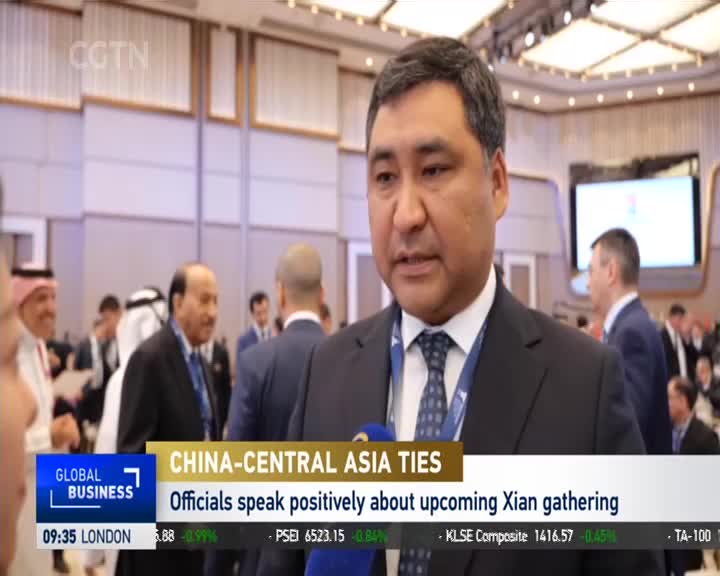 CGTN
CHINA-CENTRAL ASIA TIES
GLOBAL
BUSINESS
Officials speak positively about upcoming Xian gathering
09:35 LONDON
5.88 -0.99% · PSEI 6523.15 -0.84% · KLSE Composite 1416.57 -0.45% · TA-100